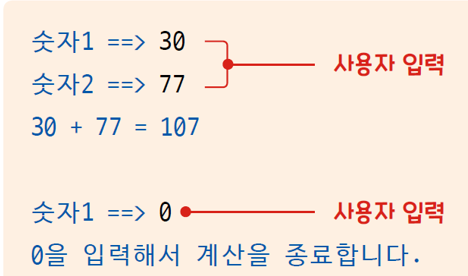 숫자1 ==> 30
숫자2 ==> 77
사용자 입력
30 + 77 = 107
숫자1 ==> 0 사용자 입력
0을 입력해서 계산을 종료합니다.